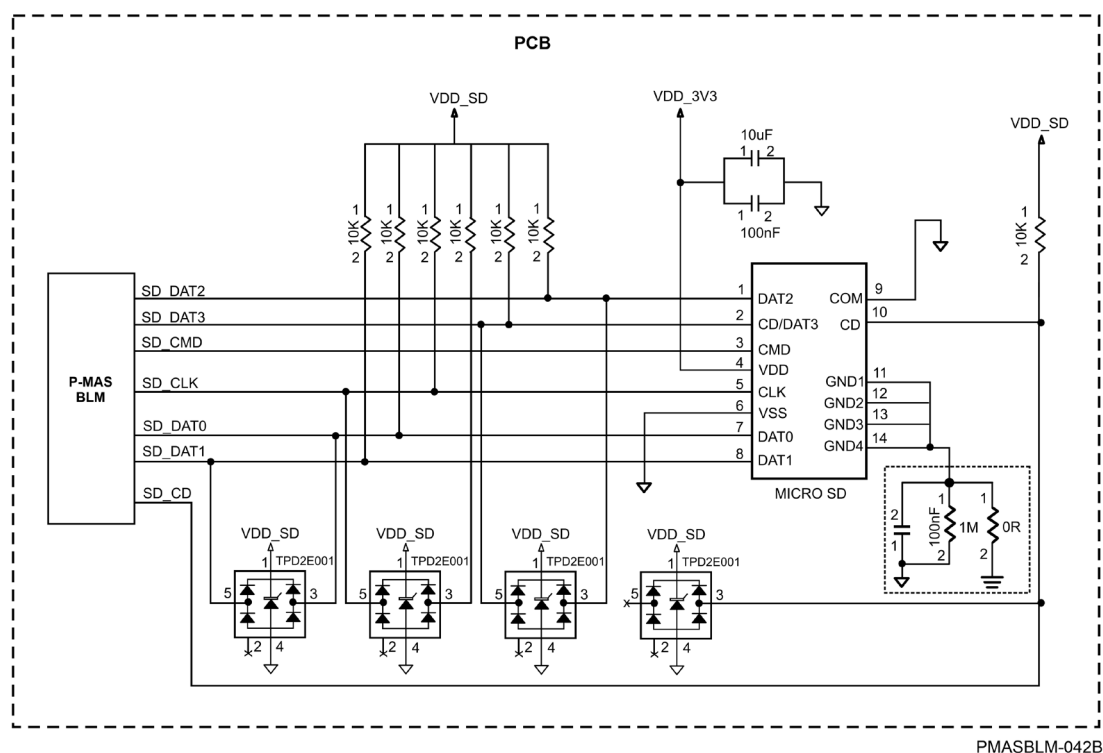 PCB
VDD_SD
VDD_3V3
VDD_SD
10uF
1 2
1 2
100nF
1 10K 2
1 10K 2
1 10K 2
1 10K 2
1 10K 2
1 10K 2
1 10K 2
P-MAS
BLM
SD_DAT2
SD_DAT3
SD_CMD
SD_CLK
SD_DAT0
SD_DAT1
SD_CD
1 DAT2
2 CD/DAT3
3 CMD
4 VDD
5 CLK
6 VSS
7 DAT0
8 DAT1
COM 9
CD 10
GND1 11
GND2 12
GND3 13
GND4 14
MICRO SD
2 100nF 1
1 1M 2
1 0R 2
VDD_SD
1 TPD2E001
5 3
2 4
VDD_SD
1 TPD2E001
5 3
2 4
VDD_SD
1 TPD2E001
5 3
2 4
VDD_SD
1 TPD2E001
5 3
2 4
PMASBLM-042B